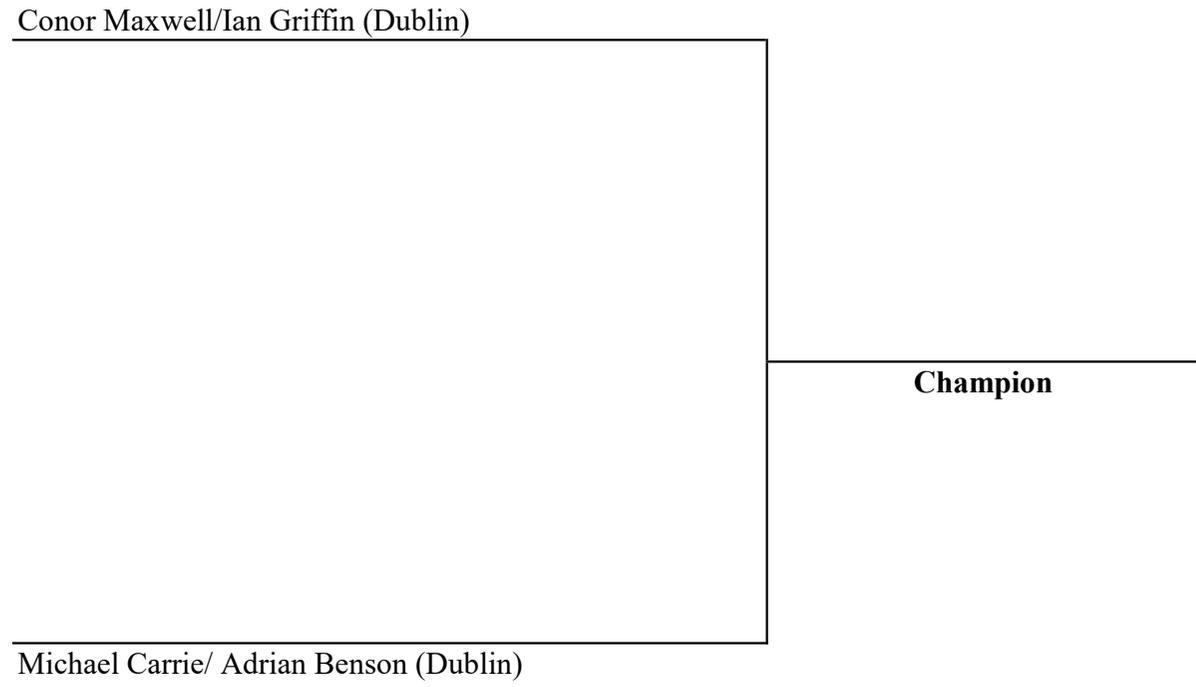 Conor Maxwell/Ian Griffin (Dublin)
Champion
Michael Carrie/ Adrian Benson (Dublin)